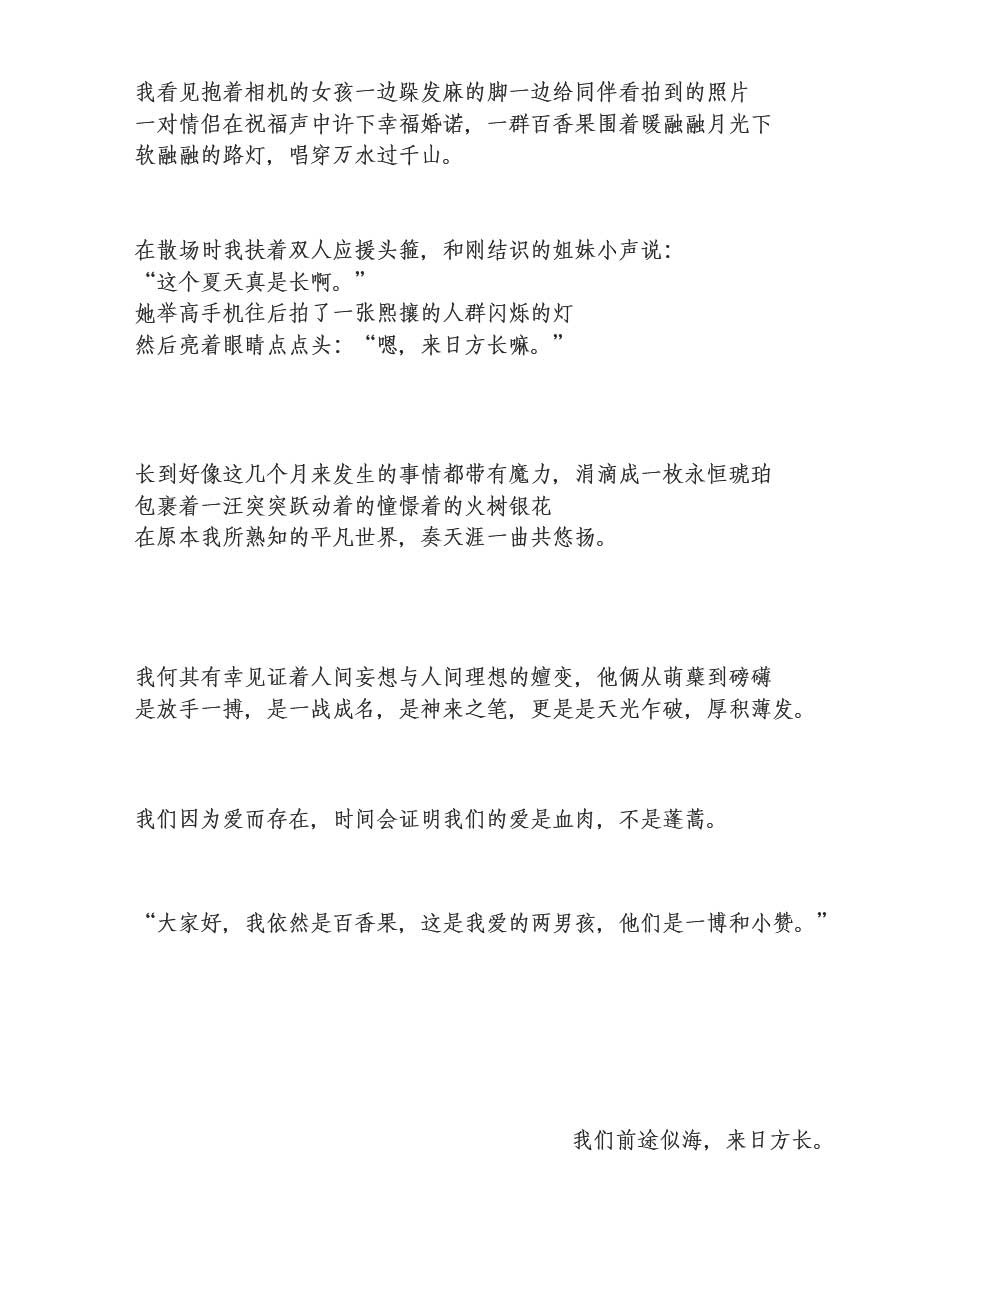 我看见抱着相机的女孩一边跺发麻的脚一边给同伴看拍到的照片
一对情侣在祝福声中许下幸福婚诺，一群百香果围着暖融融月光下
软融融的路灯，唱穿万水过千山。
在散场时我扶着双人应援头箍，和刚结识的姐妹小声说：
“这个夏天真是长啊。”
她举高手机往后拍了一张熙攘的人群闪烁的灯
然后亮着眼睛点点头：“嗯，来日方长嘛。”
长到好像这几个月来发生的事情都带有魔力，涓滴成一枚永恒琥珀
包裹着一汪突突跃动着的憧憬着的火树银花
在原本我所熟知的平凡世界，奏天涯一曲共悠扬。
我何其有幸见证着人间妄想与人间理想的嬗变，他俩从萌蘖到磅礴
是放手一搏，是一战成名，是神来之笔，更是是天光乍破，厚积薄发。
我们因为爱而存在，时间会证明我们的爱是血肉，不是蓬蒿。
“大家好，我依然是百香果，这是我爱的两男孩，他们是一博和小赞。”
我们前途似海，来日方长。